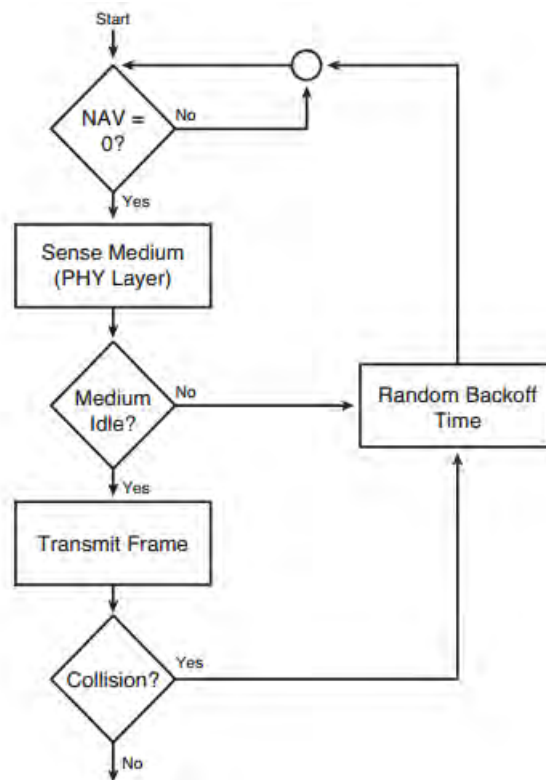 Start
NAV =
0?
No
Yes
Sense Medium
(PHY Layer)
Medium
Idle?
No
Random Backoff
Time
Yes
Transmit Frame
Collision?
Yes
No